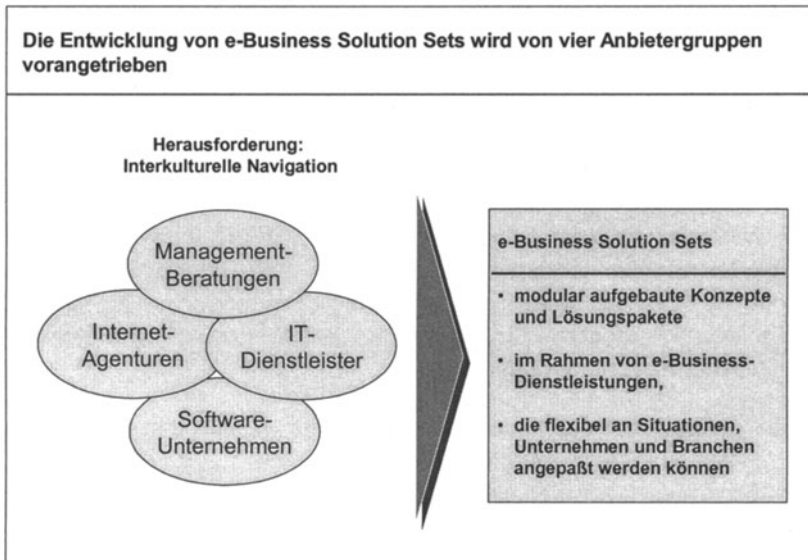 Die Entwicklung von e-Business Solution Sets wird von vier Anbietergruppen
vorangetrieben
Herausforderung:
Interkulturelle Navigation
Management-
Beratungen
Internet-
Agenturen
IT-
Dienstleister
Software-
Unternehmen
e-Business Solution Sets
• modular aufgebaute Konzepte
und Lösungspakete
• im Rahmen von e-Business-
Dienstleistungen,
• die flexibel an Situationen,
Unternehmen und Branchen
angepaßt werden können